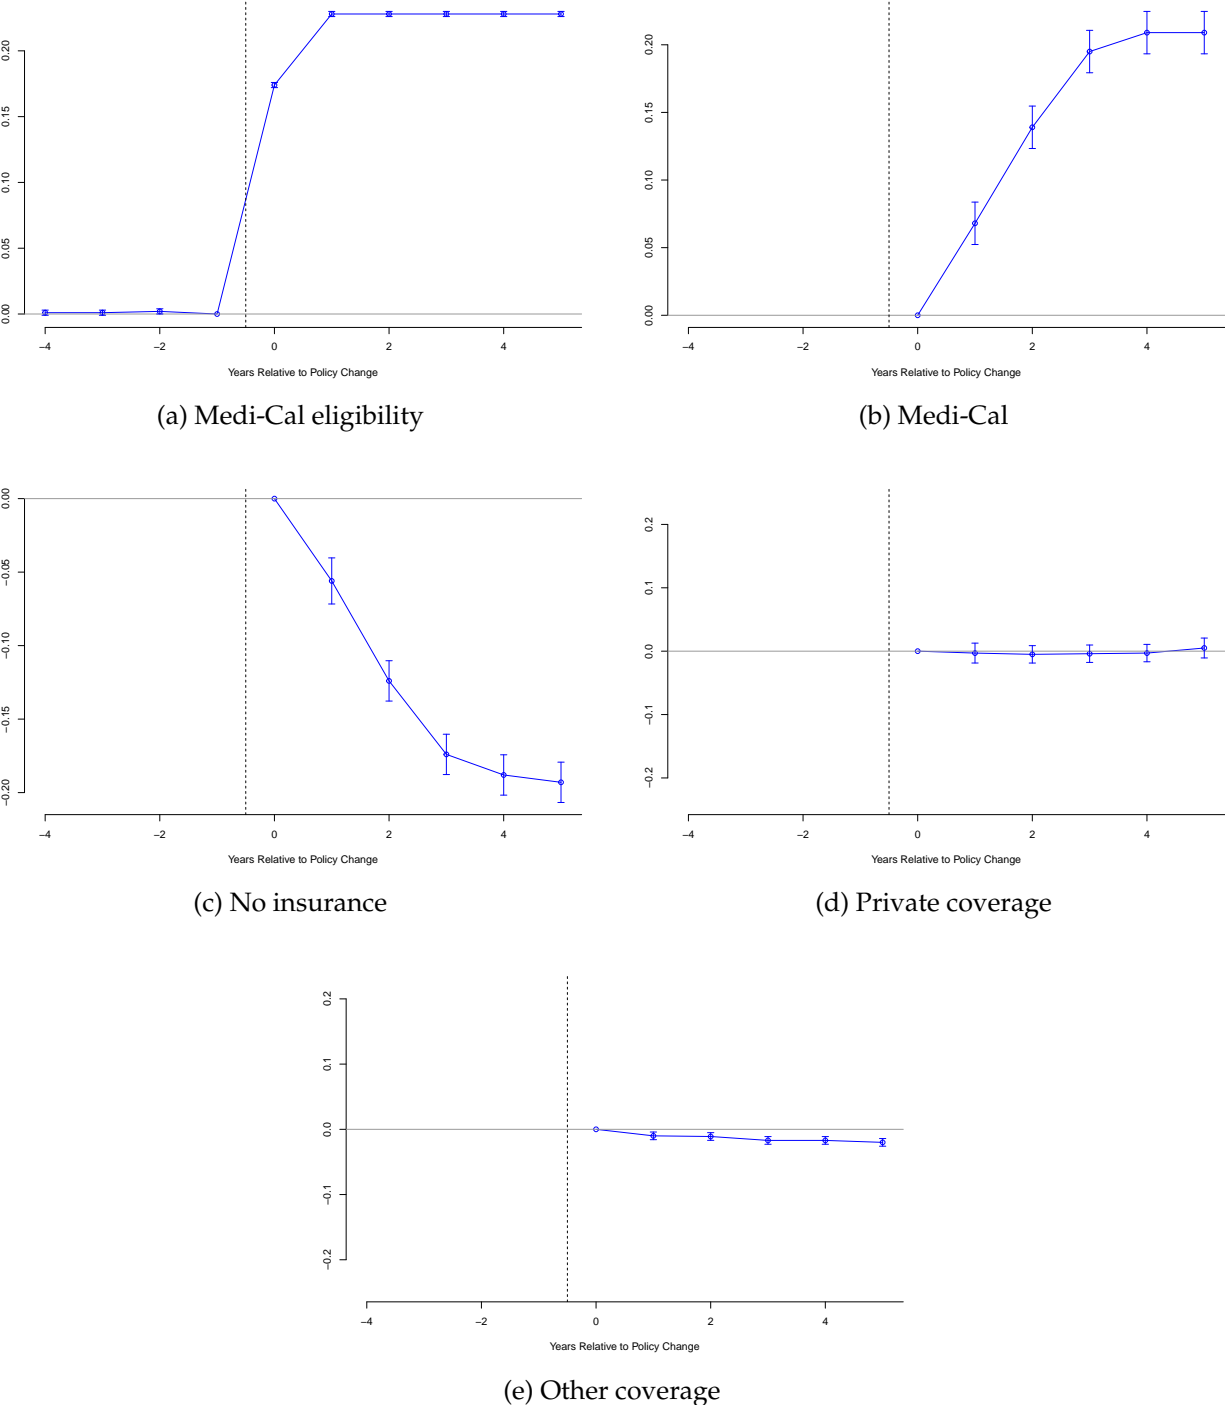 0.20
0.15
0.10
0.05
0.00
−4 −2 0 2 4
Years Relative to Policy Change
(a) Medi-Cal eligibility
0.20
0.15
0.10
0.05
0.00
−4 −2 0 2 4
Years Relative to Policy Change
(b) Medi-Cal
0.00
−0.05
−0.10
−0.15
−0.20
−4 −2 0 2 4
Years Relative to Policy Change
(c) No insurance
0.2
0.1
0.0
−0.1
−0.2
−4 −2 0 2 4
Years Relative to Policy Change
(d) Private coverage
0.2
0.1
0.0
−0.1
−0.2
−4 −2 0 2 4
Years Relative to Policy Change
(e) Other coverage